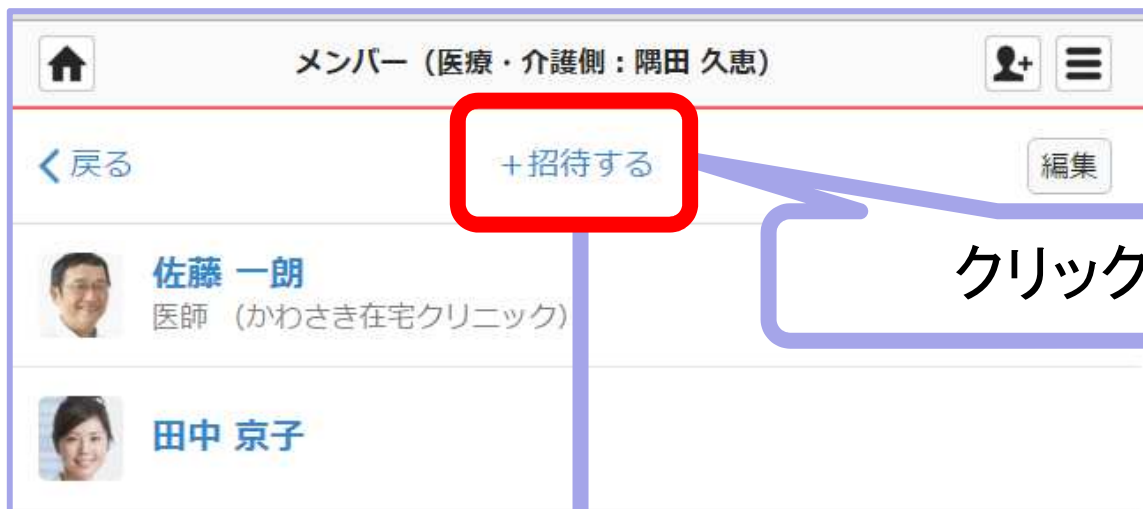 メンバー（医療・介護側：隅田 久恵）
戻る
＋招待する
編集
クリック
佐藤 一朗
医師 （かわさき在宅クリニック）
田中 京子